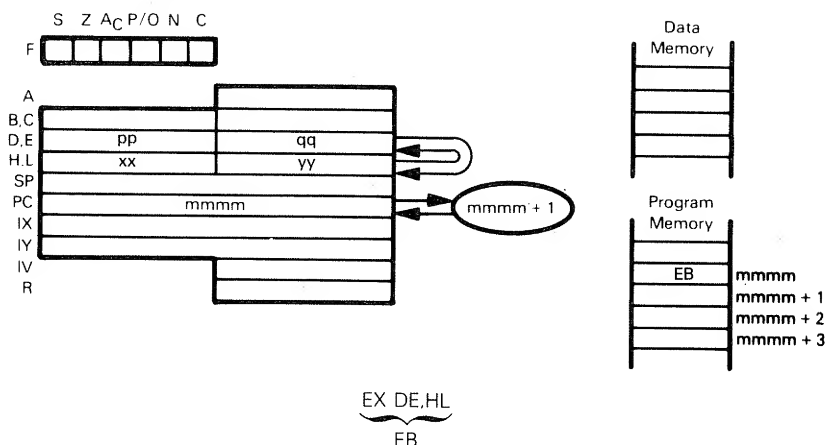 S Z AC P/O N C
F
A
B,C
D,E pp qq
H,L xx yy
SP
PC mmmm mmmm + 1
IX
IY
IV
R
Data
Memory
Program
Memory
EB mmmm
mmmm + 1
mmmm + 2
mmmm + 3
EX DE,HL
EB